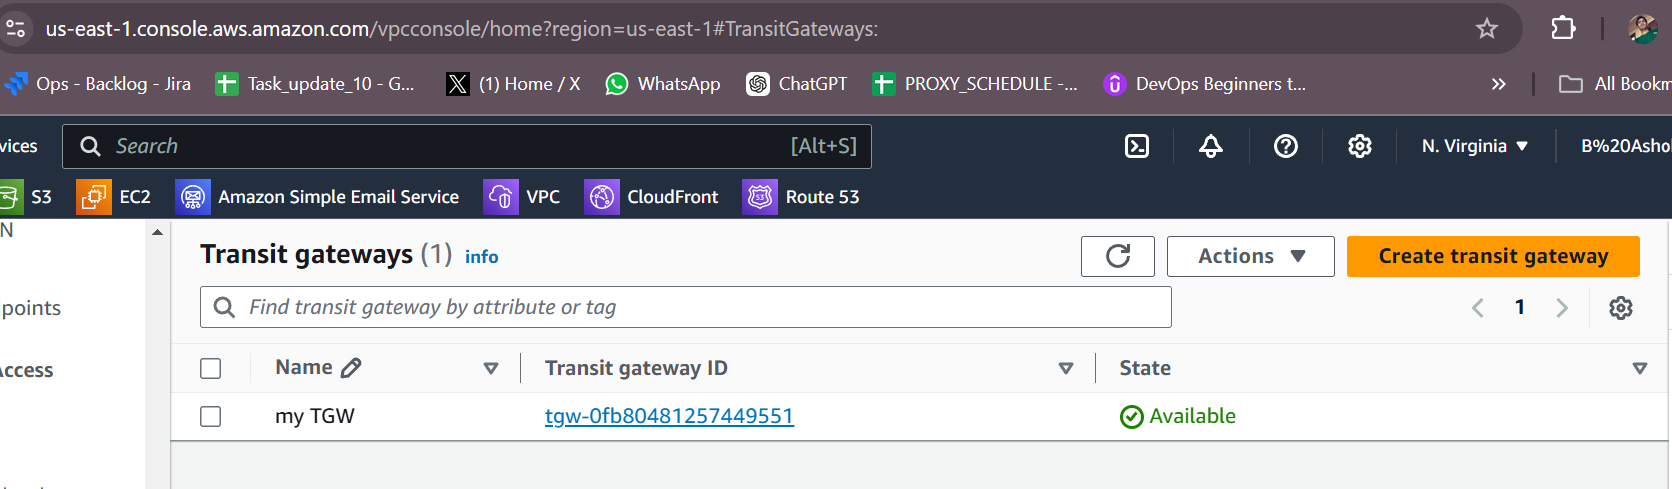 us-east-1.console.aws.amazon.com/vpcconsole/home?region=us-east-1#TransitGateways:
Ops - Backlog - Jira Task_update_10 - G... (1) Home / X WhatsApp ChatGPT PROXY_SCHEDULE -... DevOps Beginners t... » All Bookm
vices Search [Alt+S] N. Virginia B%20Asho
S3 EC2 Amazon Simple Email Service VPC CloudFront Route 53
N
Transit gateways (1) info Actions Create transit gateway
Find transit gateway by attribute or tag 1
points
Name Transit gateway ID State
Access
my TGW tgw-0fb80481257449551 Available